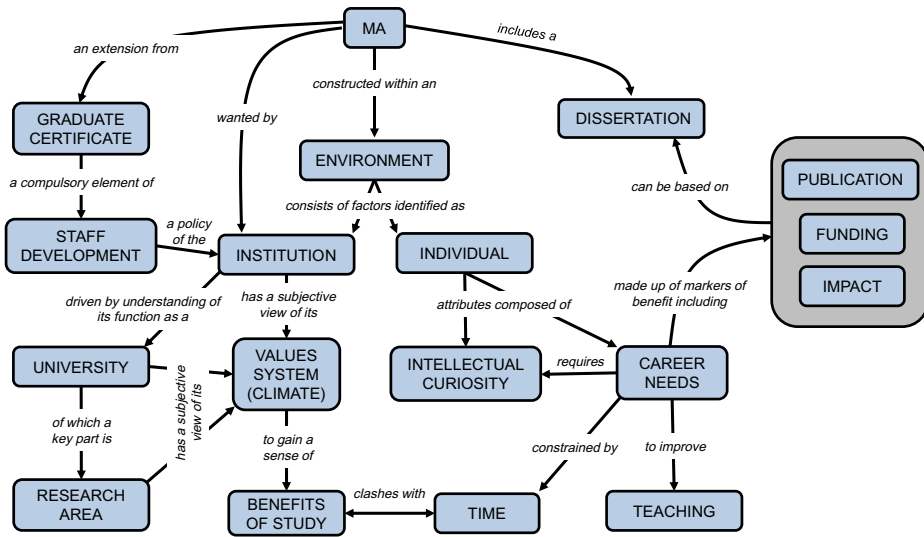 MA
an extension from
includes a
constructed within an
wanted by
GRADUATE
CERTIFICATE
DISSERTATION
ENVIRONMENT
a compulsory element of
can be based on
PUBLICATION
consists of factors identified as
STAFF
DEVELOPMENT
a policy
of the
INSTITUTION
INDIVIDUAL
FUNDING
IMPACT
driven by understanding of
its function as a
has a subjective
view of its
attributes composed of
made up of markers of
benefit including
UNIVERSITY
VALUES
SYSTEM
(CLIMATE)
INTELLECTUAL
CURIOSITY
requires
CAREER
NEEDS
has a subjective
view of its
of which a
key part is
to gain a
sense of
constrained by
to improve
RESEARCH
AREA
BENEFITS
OF STUDY
clashes with
TIME
TEACHING